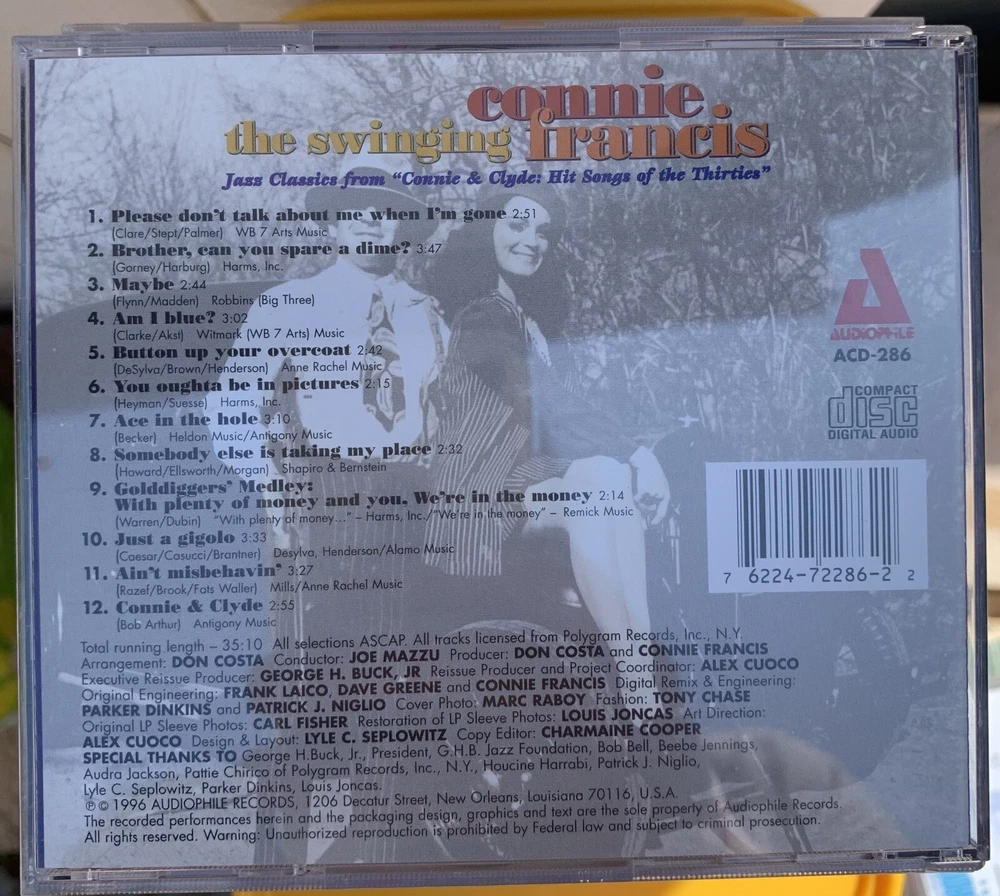 connie
the swinging francis
Jazz Classics from "Connie & Clyde: Hit Songs of the Thirties"
1. Please don't talk about me when I'm gone 2:51
(Clare/Stept/Palmer) WB 7 Arts Music
2. Brother, can you spare a dime? 3:47
(Gorney/Harburg) Harms, Inc.
3. Maybe 2:44
(Flynn/Madden) Robbins (Big Three)
4. Am I blue? 3:02
(Clarke/Akst) Witmark (WB 7 Arts) Music
5. Button up your overcoat 2:42
(DeSylva/Brown/Henderson) Anne Rachel Music
6. You oughta be in pictures 2:15
(Heyman/Suesse) Harms, Inc.
7. Ace in the hole 3:10
(Becker) Heldon Music/Antigony Music
8. Somebody else is taking my place 2:32
(Howard/Ellsworth/Morgan) Shapiro & Bernstein
9. Golddiggers' Medley:
With plenty of money and you, We're in the money 2:14
(Warren/Dubin) "With plenty of money..." – Harms, Inc./"We're in the money" – Remick Music
10. Just a gigolo 3:33
(Caesar/Casucci/Brantner) Desylva, Henderson/Alamo Music
11. Ain't misbehavin' 3:27
(Razef/Brook/Fats Waller) Mills/Anne Rachel Music
12. Connie & Clyde 2:55
(Bob Arthur) Antigony Music
AUDIOPHILE
ACD-286
COMPACT
disc
DIGITAL AUDIO
7 6224-72286-2 2
Total running length – 35:10 All selections ASCAP. All tracks licensed from Polygram Records, Inc., N.Y.
Arrangement: DON COSTA Conductor: JOE MAZZU Producer: DON COSTA and CONNIE FRANCIS
Executive Reissue Producer: GEORGE H. BUCK, JR Reissue Producer and Project Coordinator: ALEX CUOCO
Original Engineering: FRANK LAICO, DAVE GREENE and CONNIE FRANCIS Digital Remix & Engineering:
PARKER DINKINS and PATRICK J. NIGLIO Cover Photo: MARC RABOY Fashion: TONY CHASE
Original LP Sleeve Photos: CARL FISHER Restoration of LP Sleeve Photos: LOUIS JONCAS Art Direction:
ALEX CUOCO Design & Layout: LYLE C. SEPLOWITZ Copy Editor: CHARMAINE COOPER
SPECIAL THANKS TO George H.Buck, Jr., President, G.H.B. Jazz Foundation, Bob Bell, Beebe Jennings,
Audra Jackson, Pattie Chirico of Polygram Records, Inc., N.Y., Houcine Harrabi, Patrick J. Niglio,
Lyle C. Seplowitz, Parker Dinkins, Louis Joncas.
℗ © 1996 AUDIOPHILE RECORDS, 1206 Decatur Street, New Orleans, Louisiana 70116, U.S.A.
The recorded performances herein and the packaging design, graphics and text are the sole property of Audiophile Records.
All rights reserved. Warning: Unauthorized reproduction is prohibited by Federal law and subject to criminal prosecution.